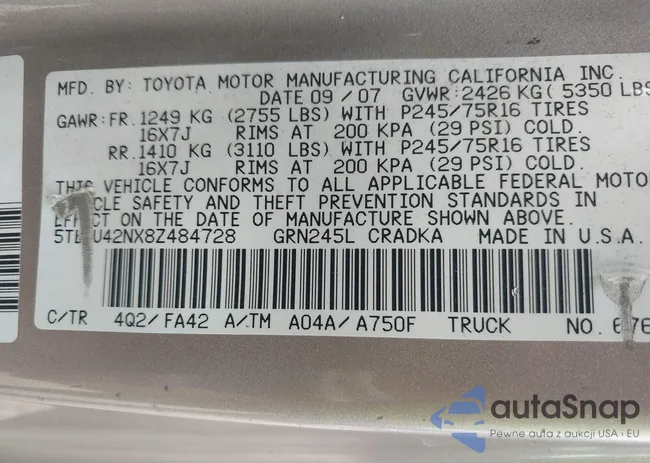 MFD. BY: TOYOTA MOTOR MANUFACTURING CALIFORNIA INC.
DATE 09 / 07 GVWR: 2426 KG ( 5350 LBS
GAWR: FR. 1249 KG (2755 LBS) WITH P245/75R16 TIRES
16X7J RIMS AT 200 KPA (29 PSI) COLD.
RR. 1410 KG (3110 LBS) WITH P245/75R16 TIRES
16X7J RIMS AT 200 KPA (29 PSI) COLD.
THIS VEHICLE CONFORMS TO ALL APPLICABLE FEDERAL MOTO
SAFETY AND THEFT PREVENTION STANDARDS IN
EFFECT ON THE DATE OF MANUFACTURE SHOWN ABOVE.
U42NX8Z484728 GRN245L CRADKA MADE IN U.S.A.
C/TR 4Q2/ FA42 A/TM A04A/ A750F TRUCK NO.
autoSnap
Pewne auta z aukcji USA i EU